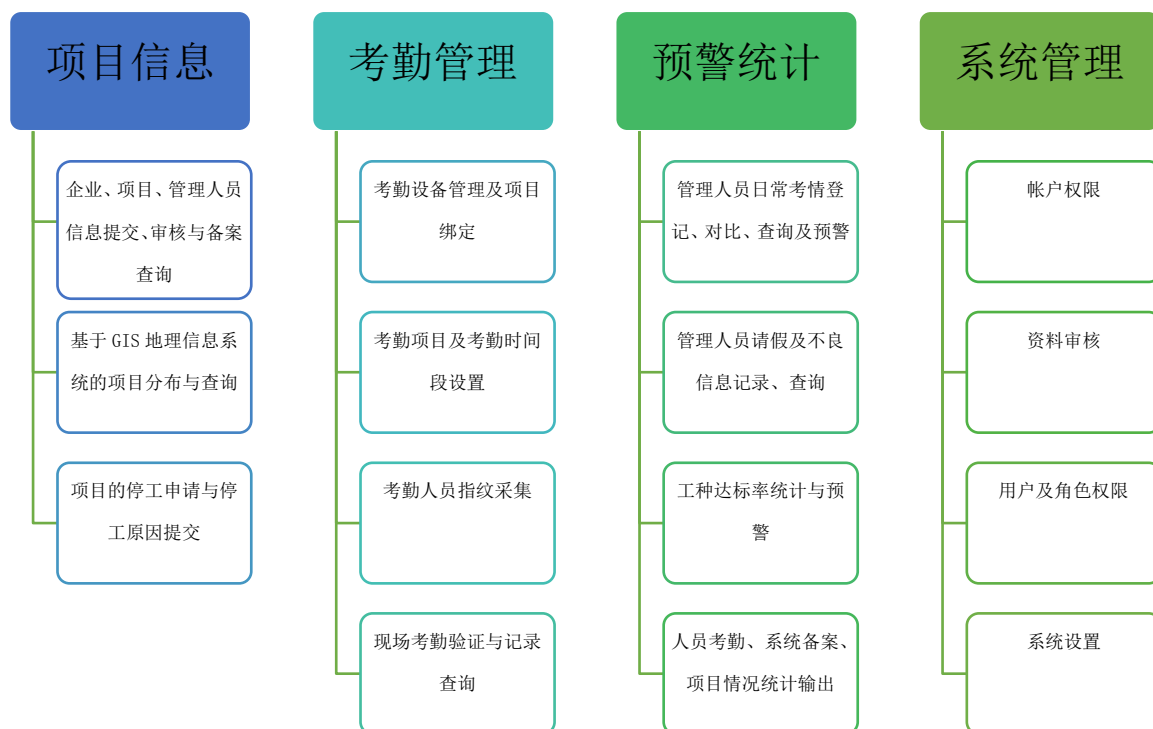 项目信息
企业、项目、管理人员
信息提交、审核与备案
查询
基于 GIS 地理信息系
统的项目分布与查询
项目的停工申请与停
工原因提交
考勤管理
考勤设备管理及项目
绑定
考勤项目及考勤时间
段设置
考勤人员指纹采集
现场考勤验证与记录
查询
预警统计
管理人员日常考情登
记、对比、查询及预警
管理人员请假及不良
信息记录、查询
工种达标率统计与预
警
人员考勤、系统备案、
项目情况统计输出
系统管理
帐户权限
资料审核
用户及角色权限
系统设置